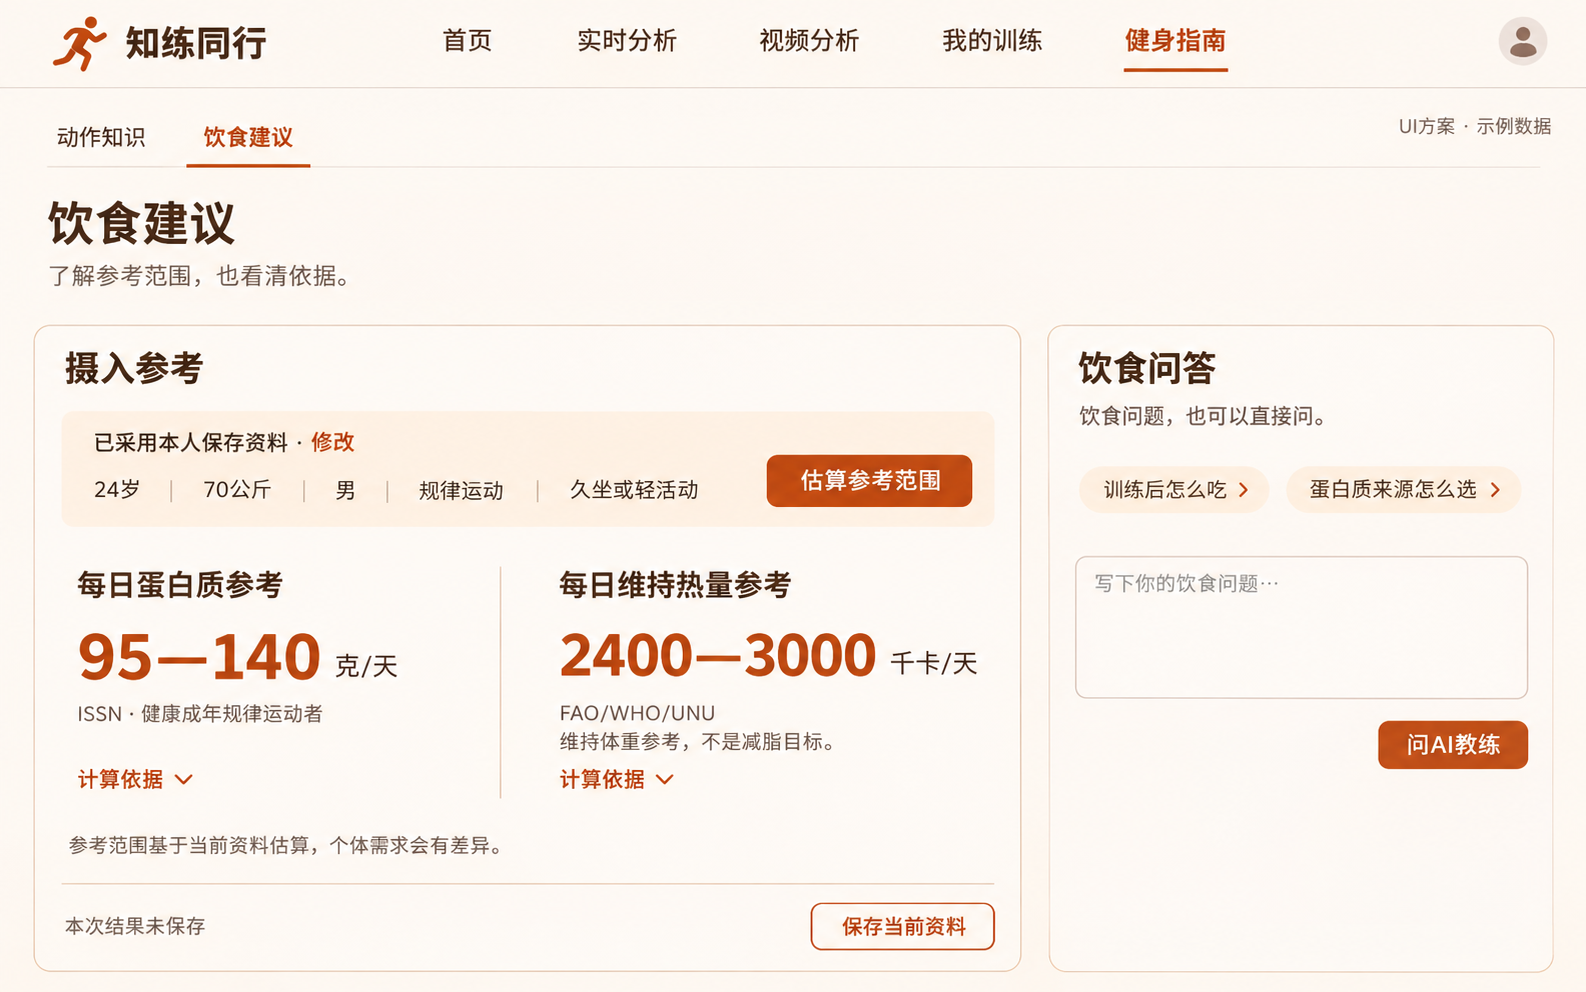 知练同行
首页
实时分析
视频分析
我的训练
健身指南
动作知识
饮食建议
UI方案 · 示例数据
饮食建议
了解参考范围，也看清依据。
摄入参考
已采用本人保存资料 · 修改
24岁 | 70公斤 | 男 | 规律运动 | 久坐或轻活动
估算参考范围
每日蛋白质参考
95—140 克/天
ISSN · 健康成年规律运动者
计算依据
每日维持热量参考
2400—3000 千卡/天
FAO/WHO/UNU
维持体重参考，不是减脂目标。
计算依据
参考范围基于当前资料估算，个体需求会有差异。
本次结果未保存
保存当前资料
饮食问答
饮食问题，也可以直接问。
训练后怎么吃
蛋白质来源怎么选
写下你的饮食问题…
问AI教练